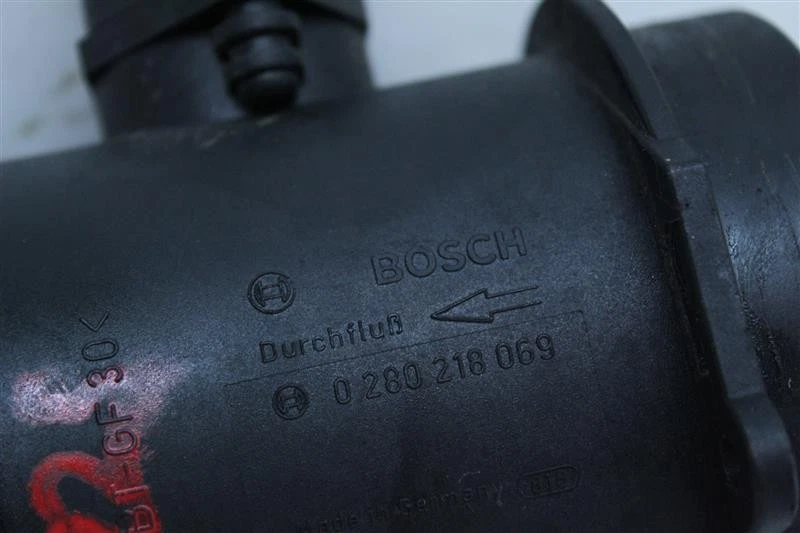 BOSCH
Durchfluß
0 280 218 069
Made in Germany
GF 30<